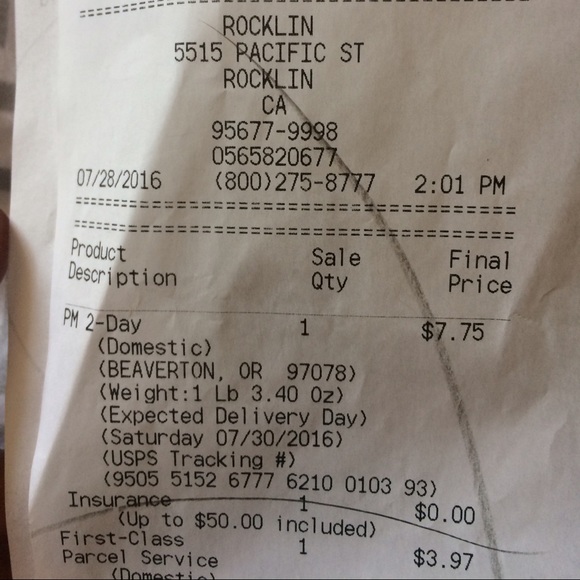 ROCKLIN
5515 PACIFIC ST
ROCKLIN
CA
95677-9998
0565820677
07/28/2016 (800)275-8777 2:01 PM
========================================
========================================
Product Sale Final
Description Qty Price
PM 2-Day 1 $7.75
(Domestic)
(BEAVERTON, OR 97078)
(Weight:1 Lb 3.40 Oz)
(Expected Delivery Day)
(Saturday 07/30/2016)
(USPS Tracking #)
(9505 5152 6777 6210 0103 93)
Insurance 1 $0.00
(Up to $50.00 included)
First-Class 1 $3.97
Parcel Service
(Domestic)